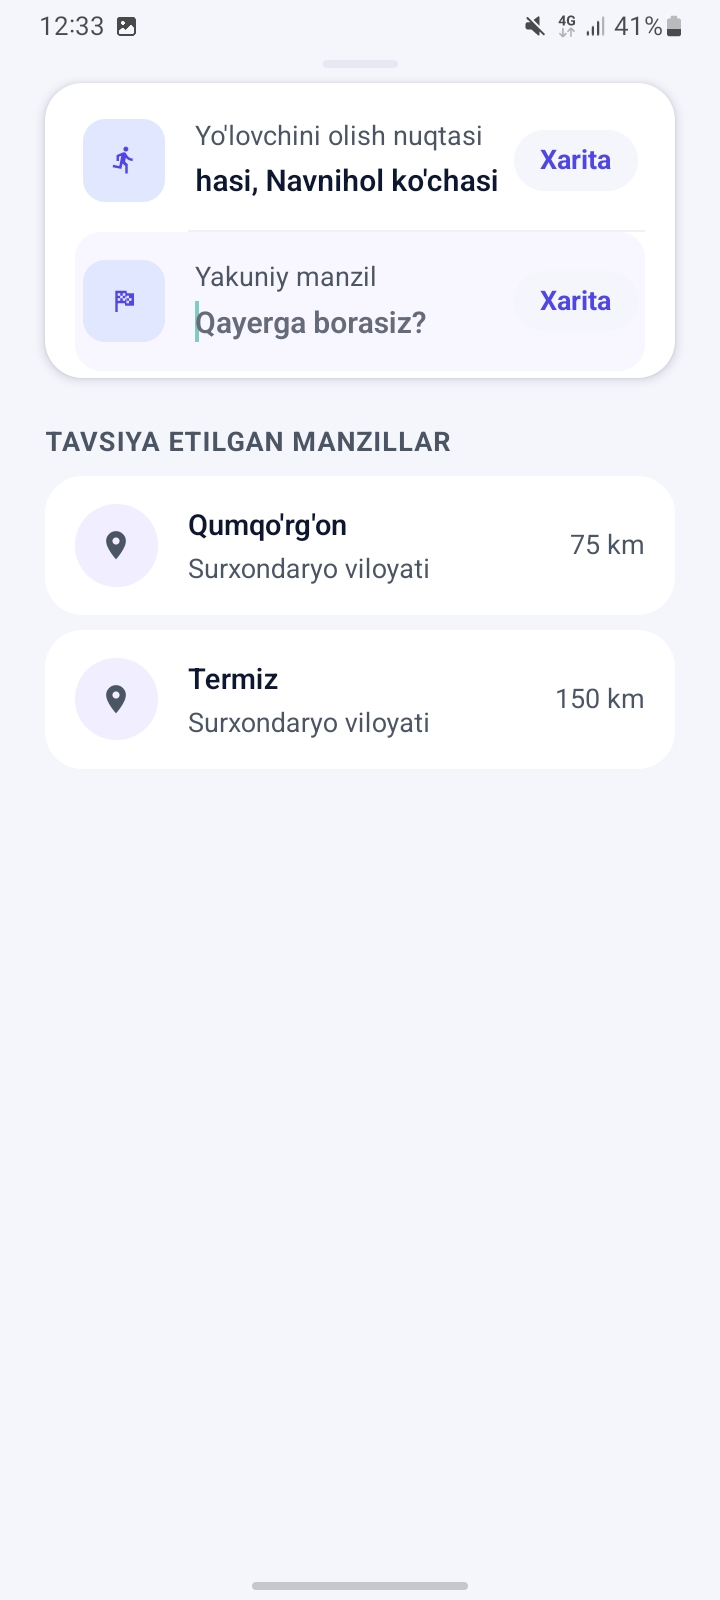 12:33 4G 41%
Yo'lovchini olish nuqtasi
hasi, Navnihol ko'chasi
Xarita
Yakuniy manzil
Qayerga borasiz?
Xarita
TAVSIYA ETILGAN MANZILLAR
Qumqo'rg'on
Surxondaryo viloyati
75 km
Termiz
Surxondaryo viloyati
150 km